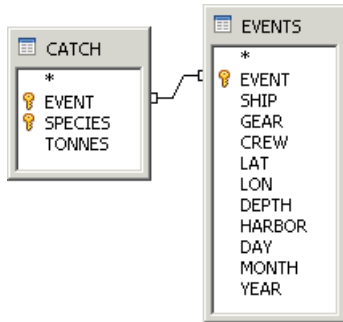 CATCH
*
EVENT
SPECIES
TONNES
EVENTS
*
EVENT
SHIP
GEAR
CREW
LAT
LON
DEPTH
HARBOR
DAY
MONTH
YEAR